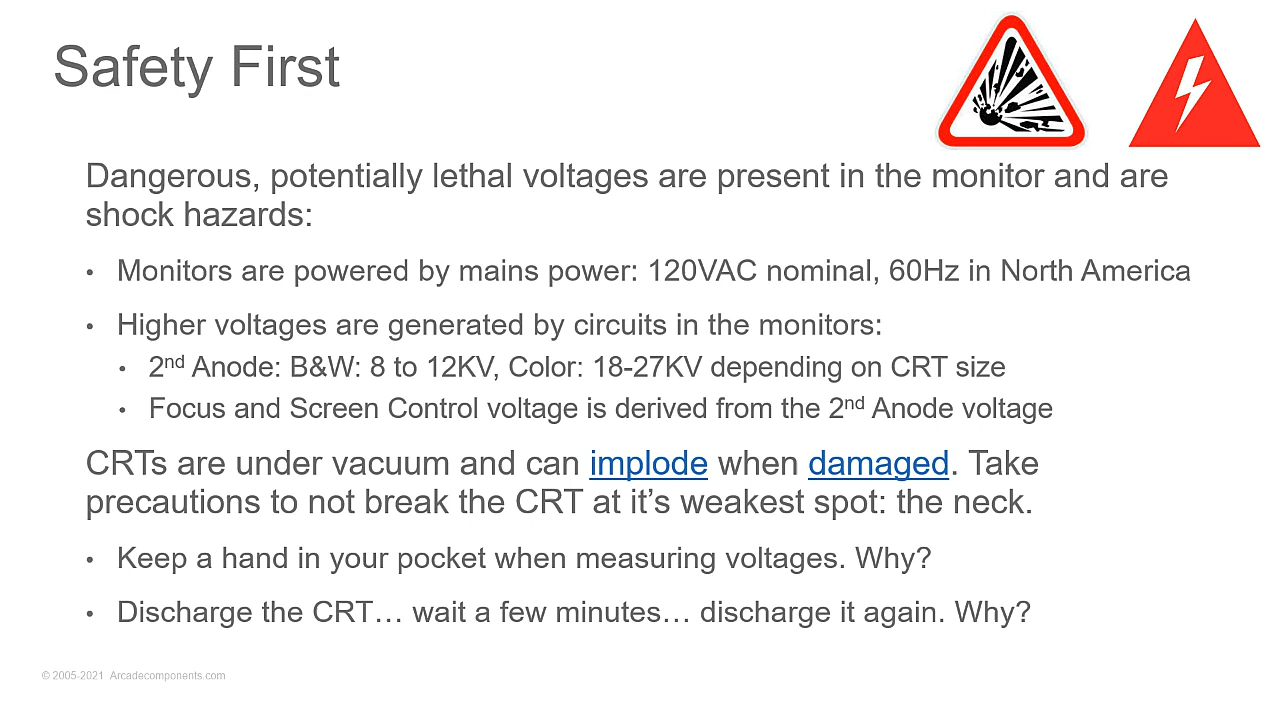 Safety First
Dangerous, potentially lethal voltages are present in the monitor and are
shock hazards:
• Monitors are powered by mains power: 120VAC nominal, 60Hz in North America
• Higher voltages are generated by circuits in the monitors:
• 2nd Anode: B&W: 8 to 12KV, Color: 18-27KV depending on CRT size
• Focus and Screen Control voltage is derived from the 2nd Anode voltage
CRTs are under vacuum and can implode when damaged. Take
precautions to not break the CRT at it’s weakest spot: the neck.
• Keep a hand in your pocket when measuring voltages. Why?
• Discharge the CRT… wait a few minutes… discharge it again. Why?
© 2005-2021 Arcadecomponents.com